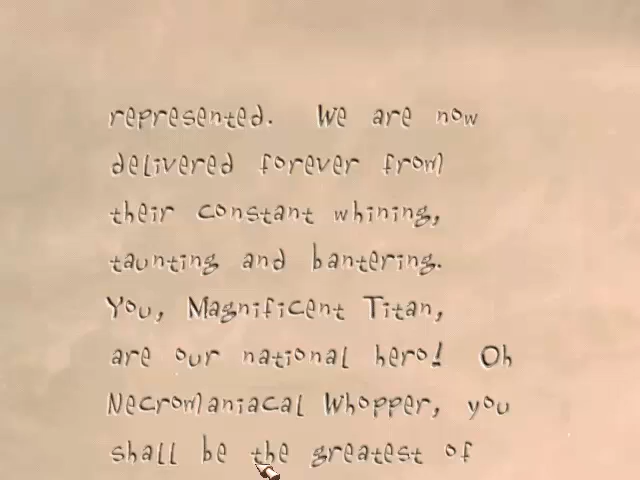 represented. We are now
delivered forever from
their constant whining,
taunting and bantering.
You, Magnificent Titan,
are our national hero! Oh
Necromaniacal Whopper, you
shall be the greatest of